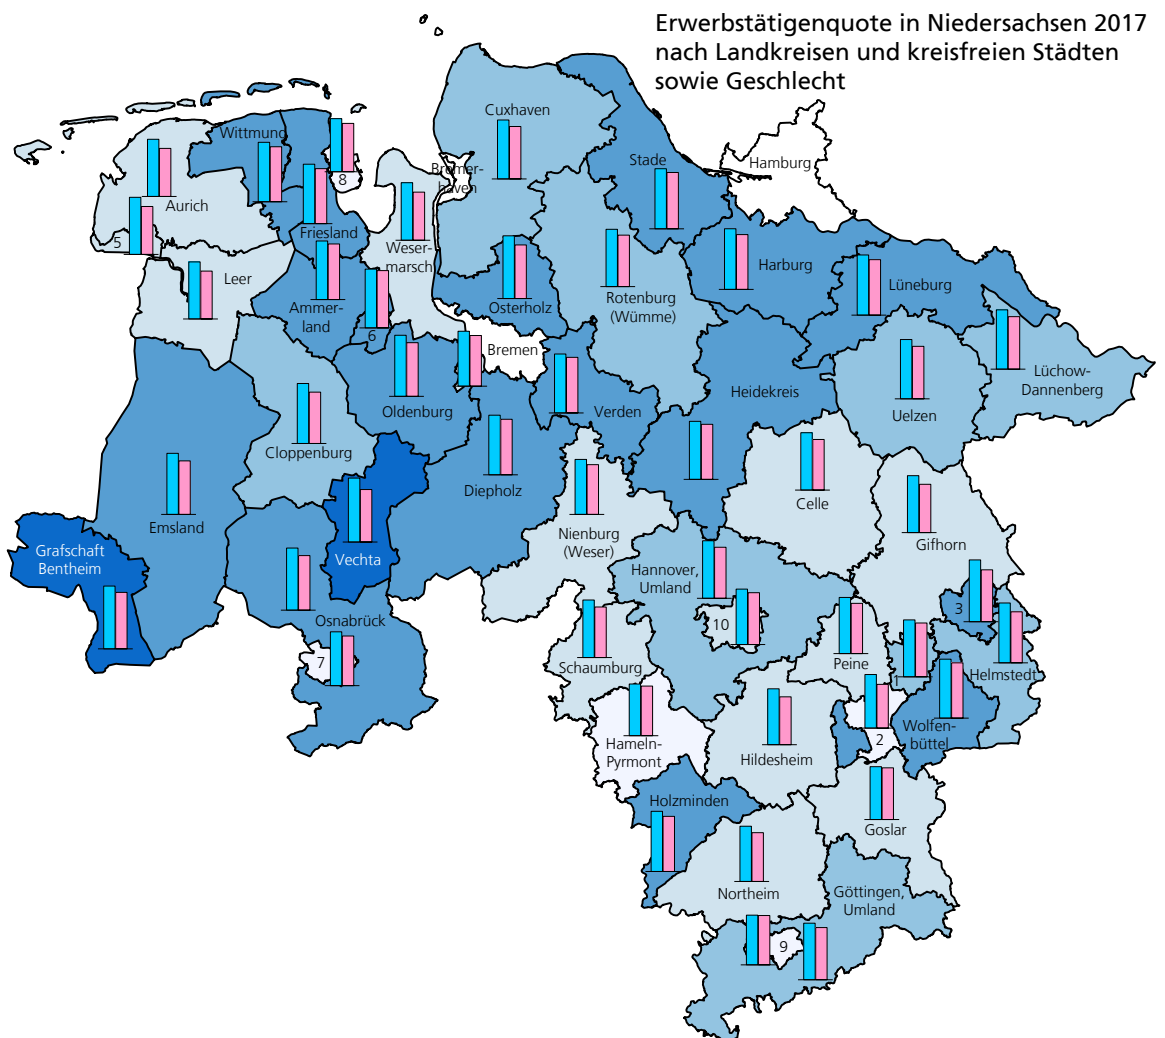 Erwerbstätigenquote in Niedersachsen 2017
nach Landkreisen und kreisfreien Städten
sowie Geschlecht
Cuxhaven
Wittmund
Stade
Hamburg
Bremer-
haven
8
Aurich
Friesland
Weser-
marsch
5
Leer
Harburg
Lüneburg
Ammer-
land
Osterholz
Rotenburg
(Wümme)
6
Bremen
Lüchow-
Dannenberg
Oldenburg
Verden
Heidekreis
Uelzen
Cloppenburg
Diepholz
Celle
Emsland
Nienburg
(Weser)
Gifhorn
Grafschaft
Bentheim
Vechta
Hannover,
Umland
3
Osnabrück
10
7
Schaumburg
Peine
1
Helmstedt
Wolfen-
büttel
2
Hameln-
Pyrmont
Hildesheim
Holzminden
Goslar
Northeim
Göttingen,
Umland
9